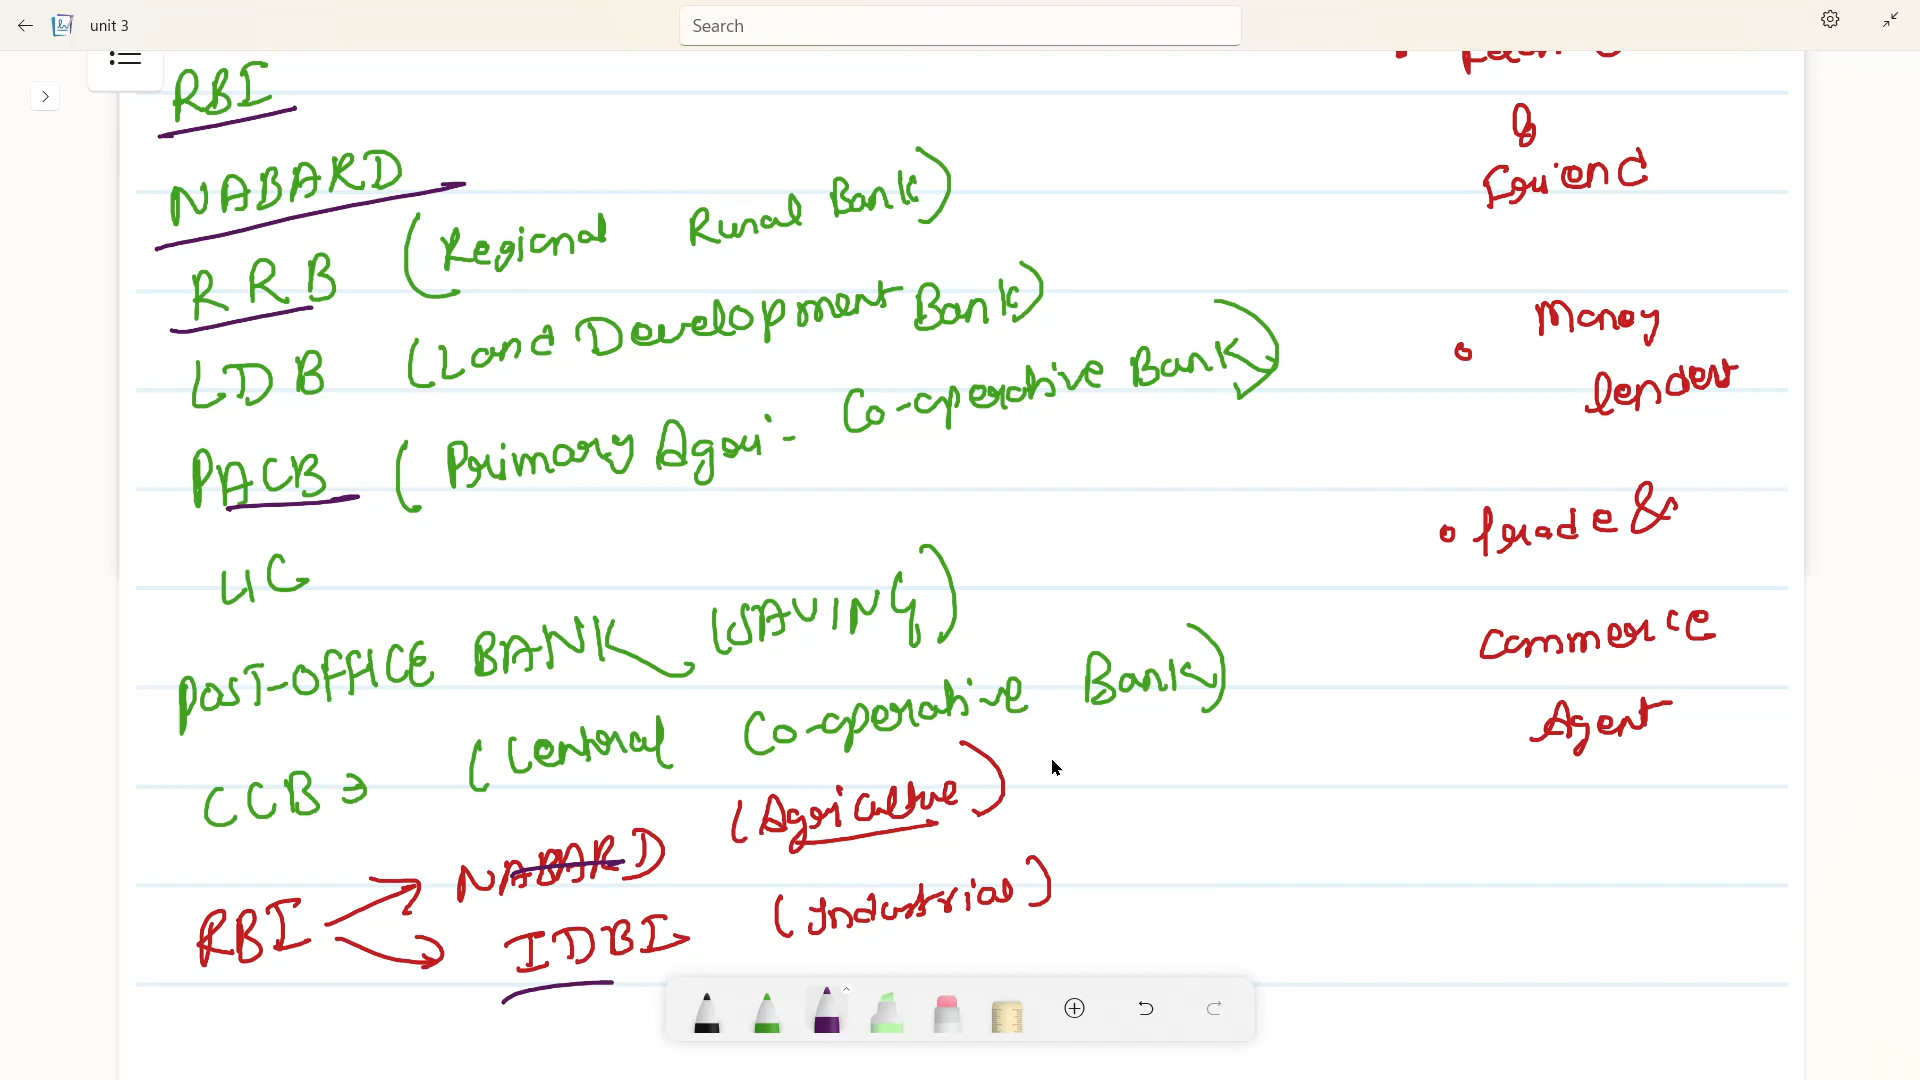 unit 3
Search
RBI
NABARD
RRB (Regional Rural Bank)
LDB (Land Development Bank)
PACB (Primary Agri- Co-operative Bank)
LIC
POST-OFFICE BANK (SAVING)
CCB (Central Co-operative Bank)
RBI
NABARD (Agricultue)
IDBI (Industrial)
&
Friend
• Money
lender
• Trade &
Commerce
Agent